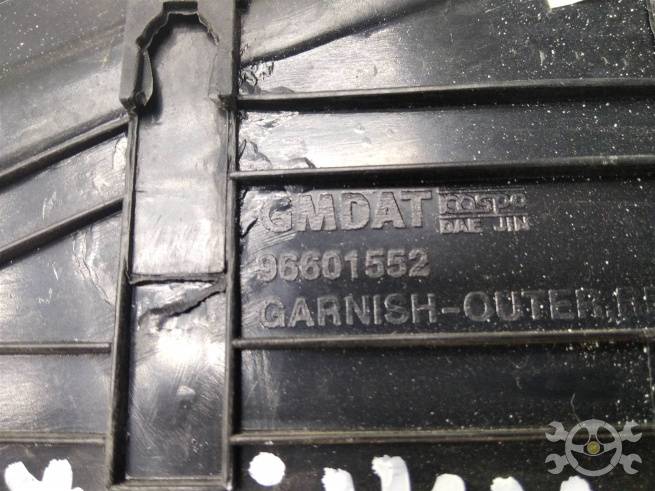 GMDAT
DAE JIN
96601552
GARNISH-OUTER,